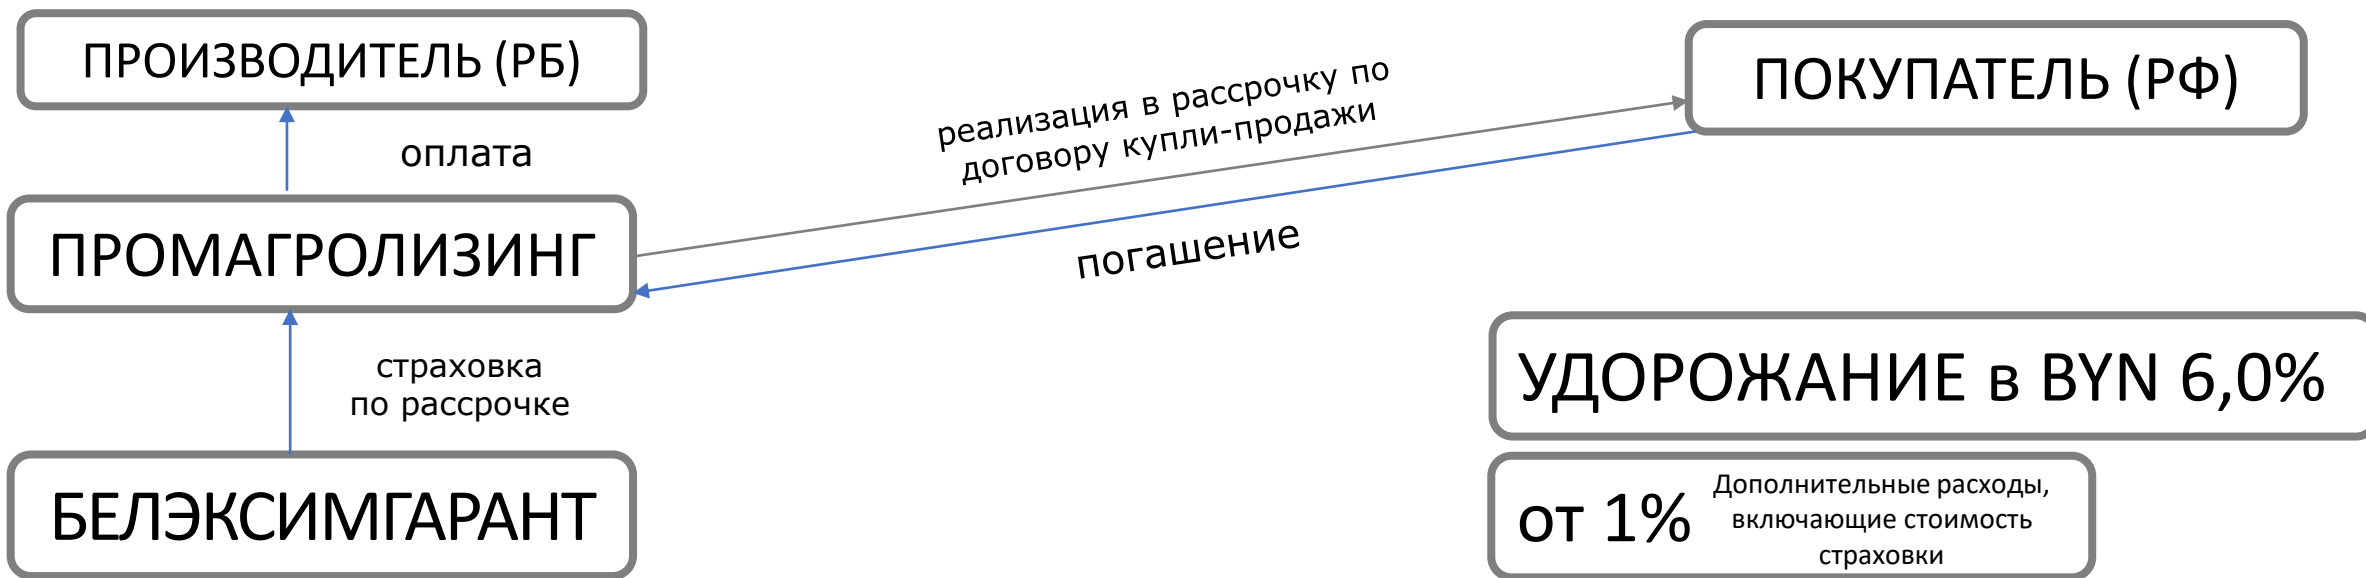 ПРОИЗВОДИТЕЛЬ (РБ)
ПОКУПАТЕЛЬ (РФ)
реализация в рассрочку по
договору купли-продажи
оплата
ПРОМАГРОЛИЗИНГ
погашение
страховка
по рассрочке
УДОРОЖАНИЕ в BYN 6,0%
БЕЛЭКСИМГАРАНТ
от 1%
Дополнительные расходы,
включающие стоимость
страховки